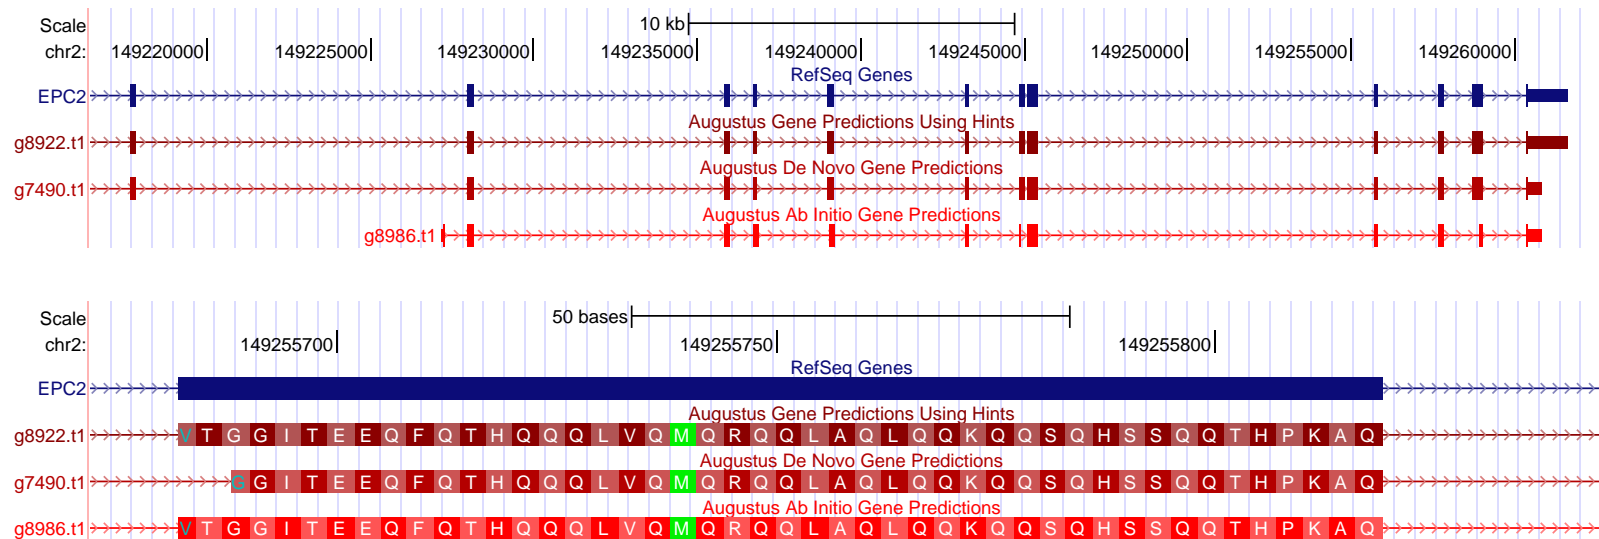 Scale 10 kb
chr2: 149220000 149225000 149230000 149235000 149240000 149245000 149250000 149255000 149260000
RefSeq Genes
EPC2
Augustus Gene Predictions Using Hints
g8922.t1
Augustus De Novo Gene Predictions
g7490.t1
Augustus Ab Initio Gene Predictions
g8986.t1
Scale 50 bases
chr2: 149255700 149255750 149255800
RefSeq Genes
EPC2
Augustus Gene Predictions Using Hints
g8922.t1 V T G G I T E E Q F Q T H Q Q Q L V Q M Q R Q Q L A Q L Q Q K Q Q S Q H S S Q Q T H P K A Q
Augustus De Novo Gene Predictions
g7490.t1 G G I T E E Q F Q T H Q Q Q L V Q M Q R Q Q L A Q L Q Q K Q Q S Q H S S Q Q T H P K A Q
Augustus Ab Initio Gene Predictions
g8986.t1 V T G G I T E E Q F Q T H Q Q Q L V Q M Q R Q Q L A Q L Q Q K Q Q S Q H S S Q Q T H P K A Q